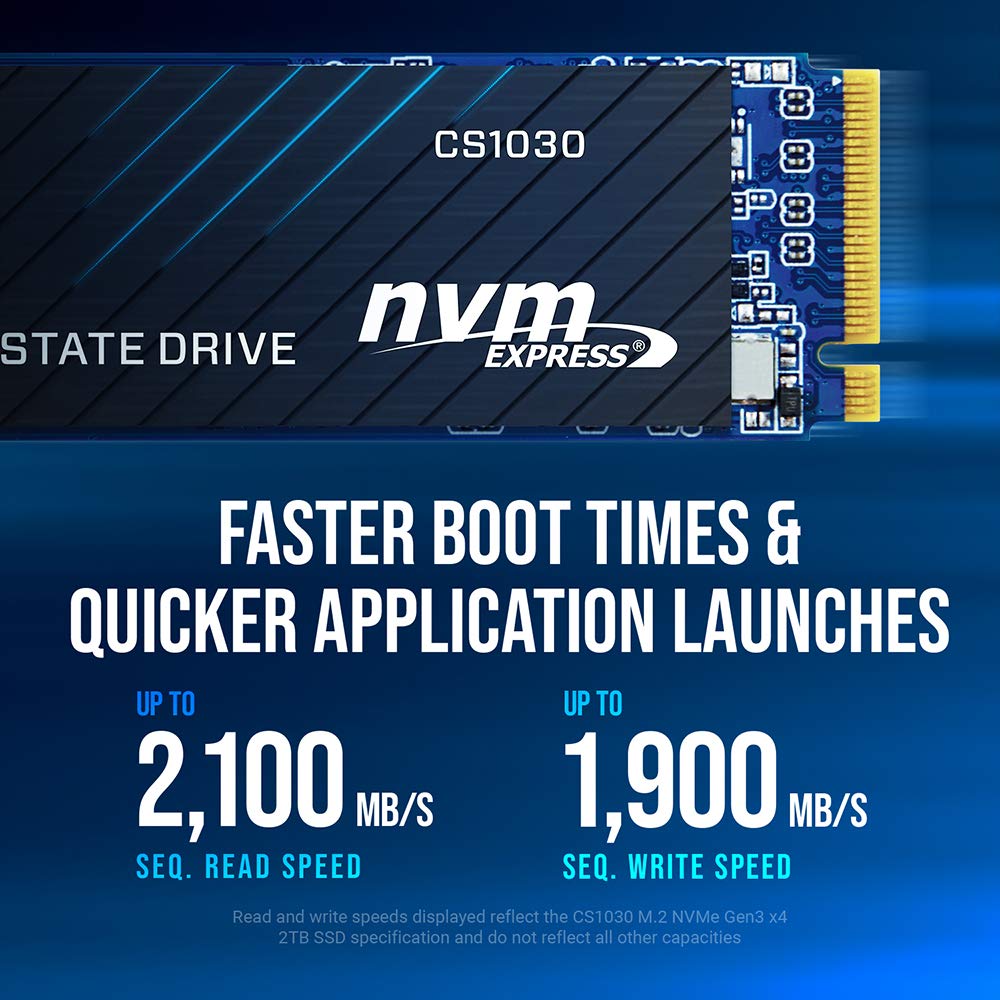 CS1030
nvm
EXPRESS®
STATE DRIVE
FASTER BOOT TIMES &
QUICKER APPLICATION LAUNCHES
UP TO
2,100 MB/S
SEQ. READ SPEED
UP TO
1,900 MB/S
SEQ. WRITE SPEED
Read and write speeds displayed reflect the CS1030 M.2 NVMe Gen3 x4
2TB SSD specification and do not reflect all other capacities